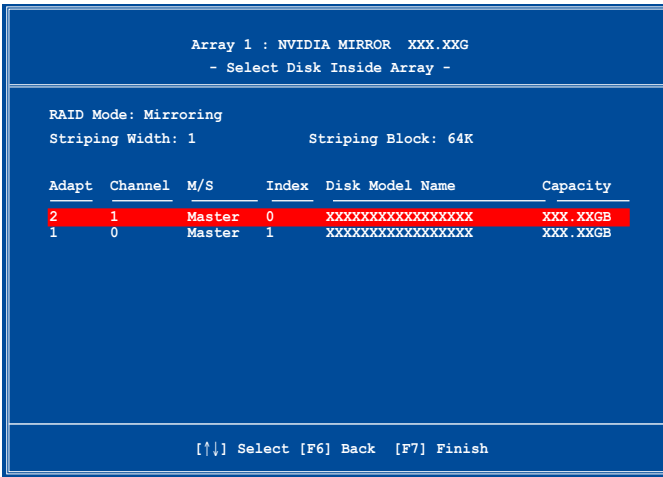 Array 1 : NVIDIA MIRROR XXX.XXG
- Select Disk Inside Array -
RAID Mode: Mirroring
Striping Width: 1 Striping Block: 64K
Adapt Channel M/S Index Disk Model Name Capacity
2 1 Master 0 XXXXXXXXXXXXXXXXX XXX.XXGB
1 0 Master 1 XXXXXXXXXXXXXXXXX XXX.XXGB
[↑↓] Select [F6] Back [F7] Finish